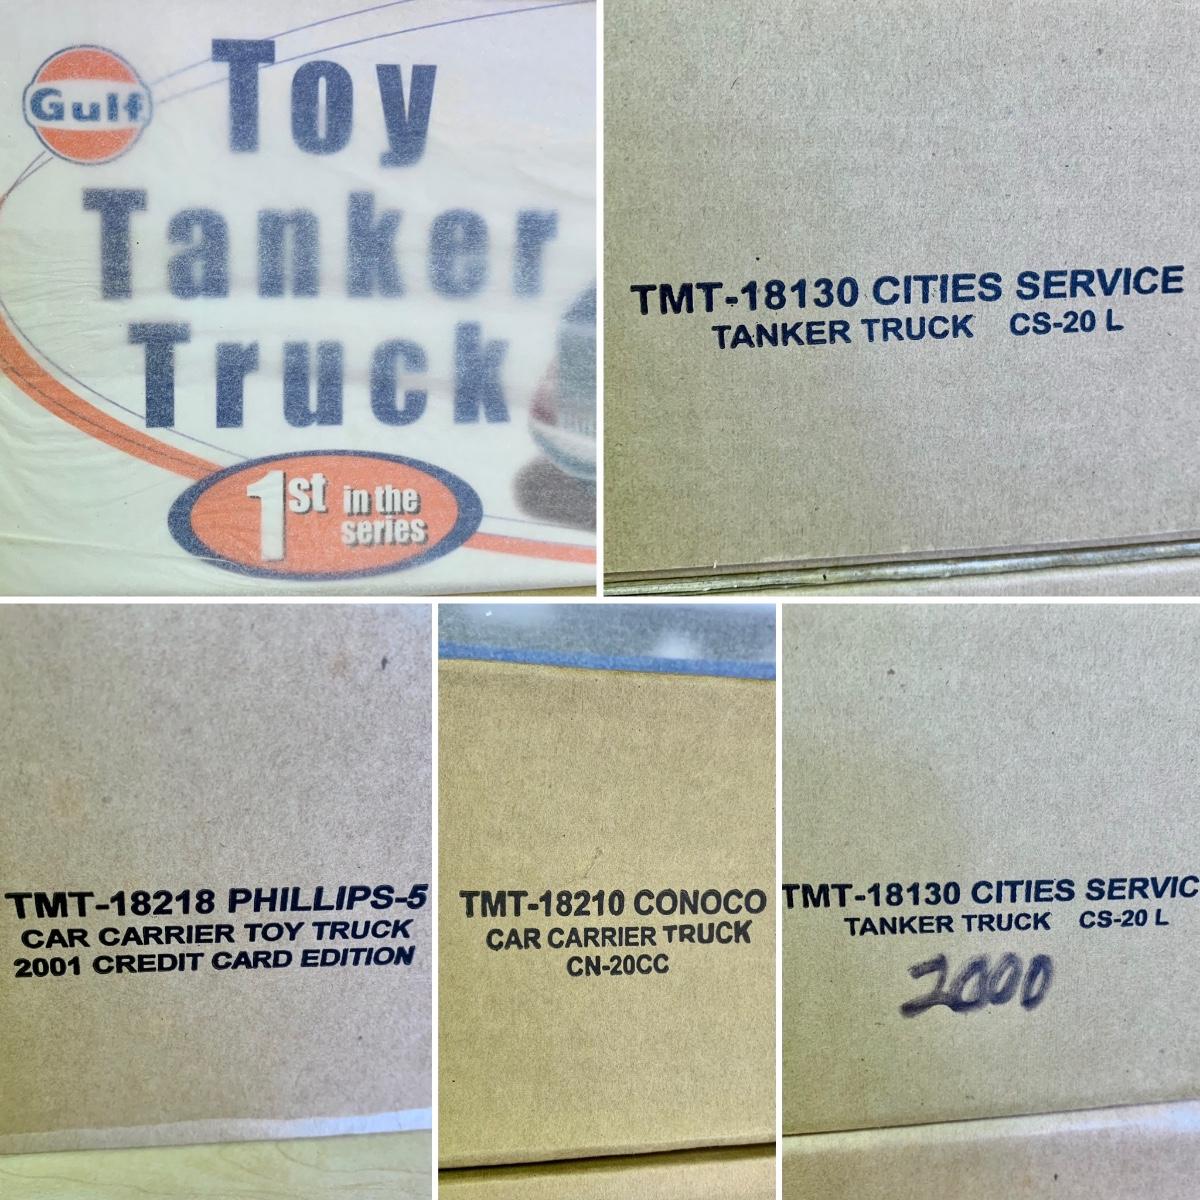 Gulf
Toy
Tanker
Truck
1st in the
series
TMT-18130 CITIES SERVICE
TANKER TRUCK CS-20 L
TMT-18218 PHILLIPS-5
CAR CARRIER TOY TRUCK
2001 CREDIT CARD EDITION
TMT-18210 CONOCO
CAR CARRIER TRUCK
CN-20CC
TMT-18130 CITIES SERVIC
TANKER TRUCK CS-20 L
2000